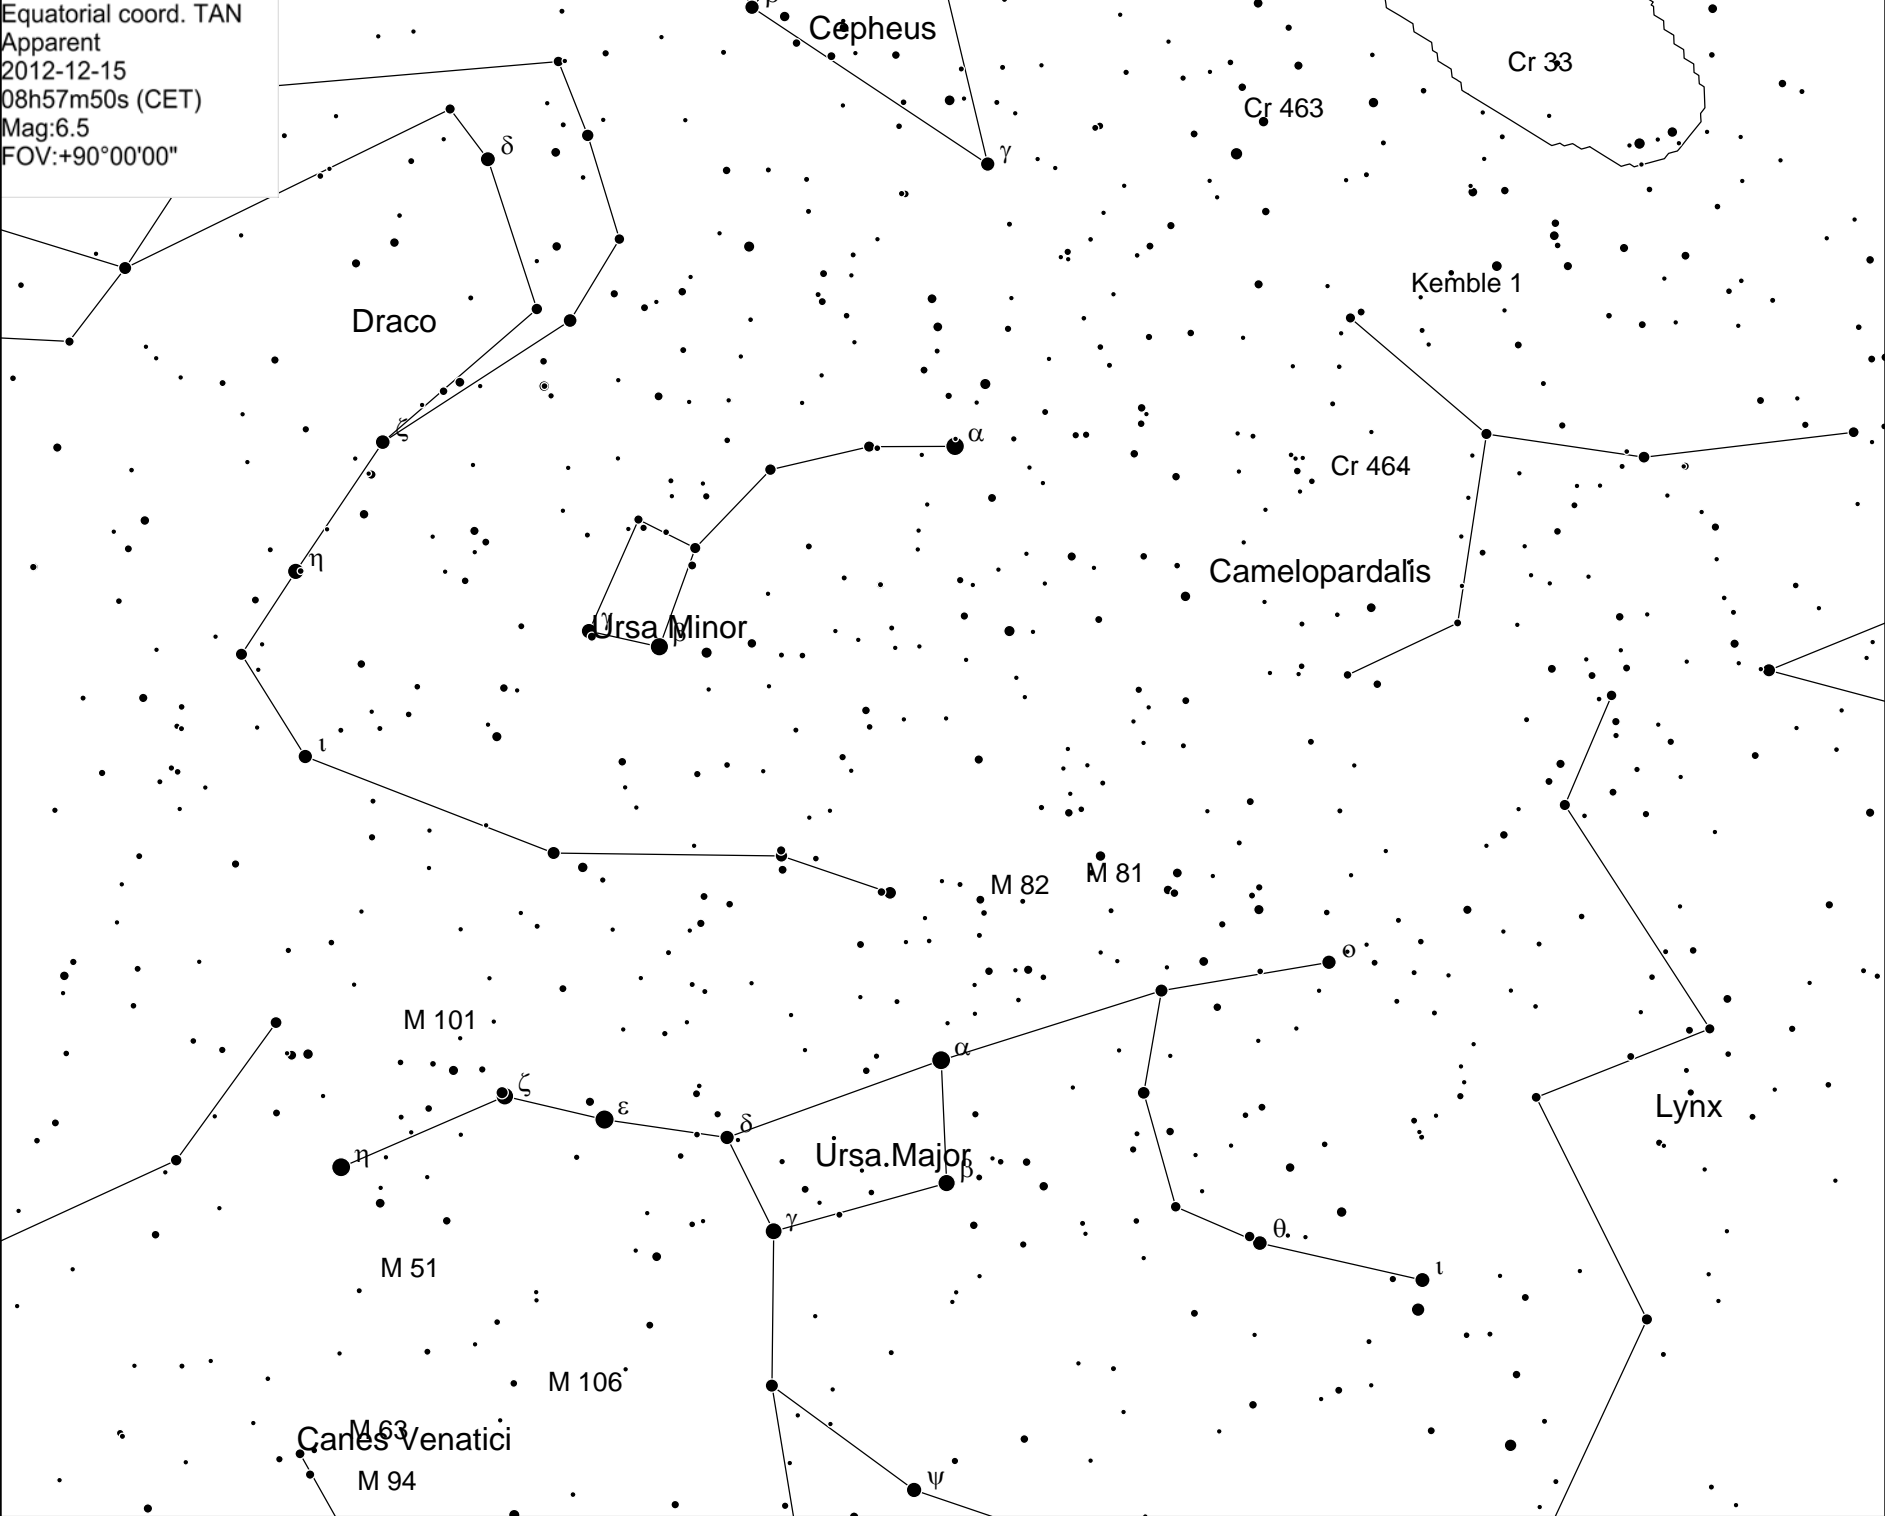 Equatorial coord. TAN
Apparent
2012-12-15
08h57m50s (CET)
Mag:6.5
FOV:+90°00'00"
Cepheus
Cr 33
Cr 463
γ
δ
Kemble 1
Draco
ζ
α
Cr 464
η
Camelopardalis
γ
Ursa Minor
β
ι
M 81
M 82
ο
M 101
α
ζ
ε
Lynx
δ
η
Ursa Major
β
γ
θ
M 51
ι
M 106
M 63
Canes Venatici
M 94
ψ